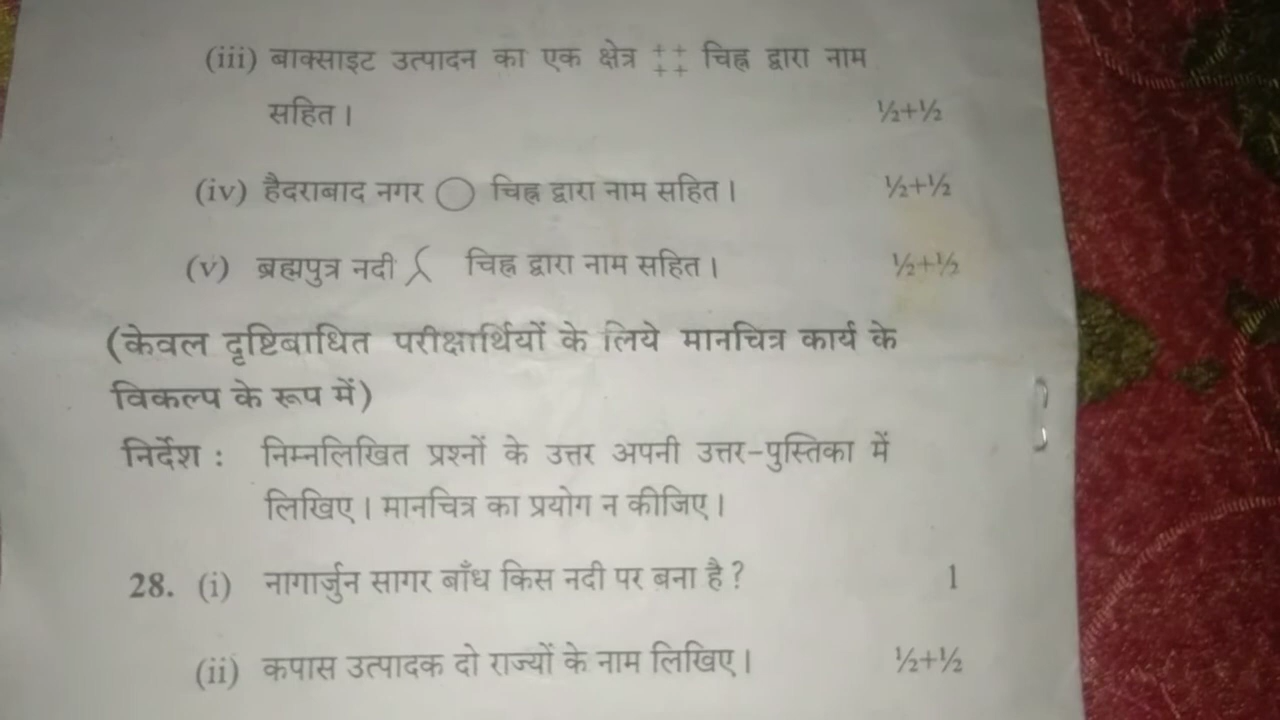 (iii) बाक्साइट उत्पादन का एक क्षेत्र ++ ++ चिह्न द्वारा नाम
सहित। ½+½
(iv) हैदराबाद नगर ◯ चिह्न द्वारा नाम सहित। ½+½
(v) ब्रह्मपुत्र नदी ⅄ चिह्न द्वारा नाम सहित। ½+½
(केवल दृष्टिबाधित परीक्षार्थियों के लिये मानचित्र कार्य के
विकल्प के रूप में)
निर्देश : निम्नलिखित प्रश्नों के उत्तर अपनी उत्तर-पुस्तिका में
लिखिए। मानचित्र का प्रयोग न कीजिए।
28. (i) नागार्जुन सागर बाँध किस नदी पर बना है ? 1
(ii) कपास उत्पादक दो राज्यों के नाम लिखिए। ½+½